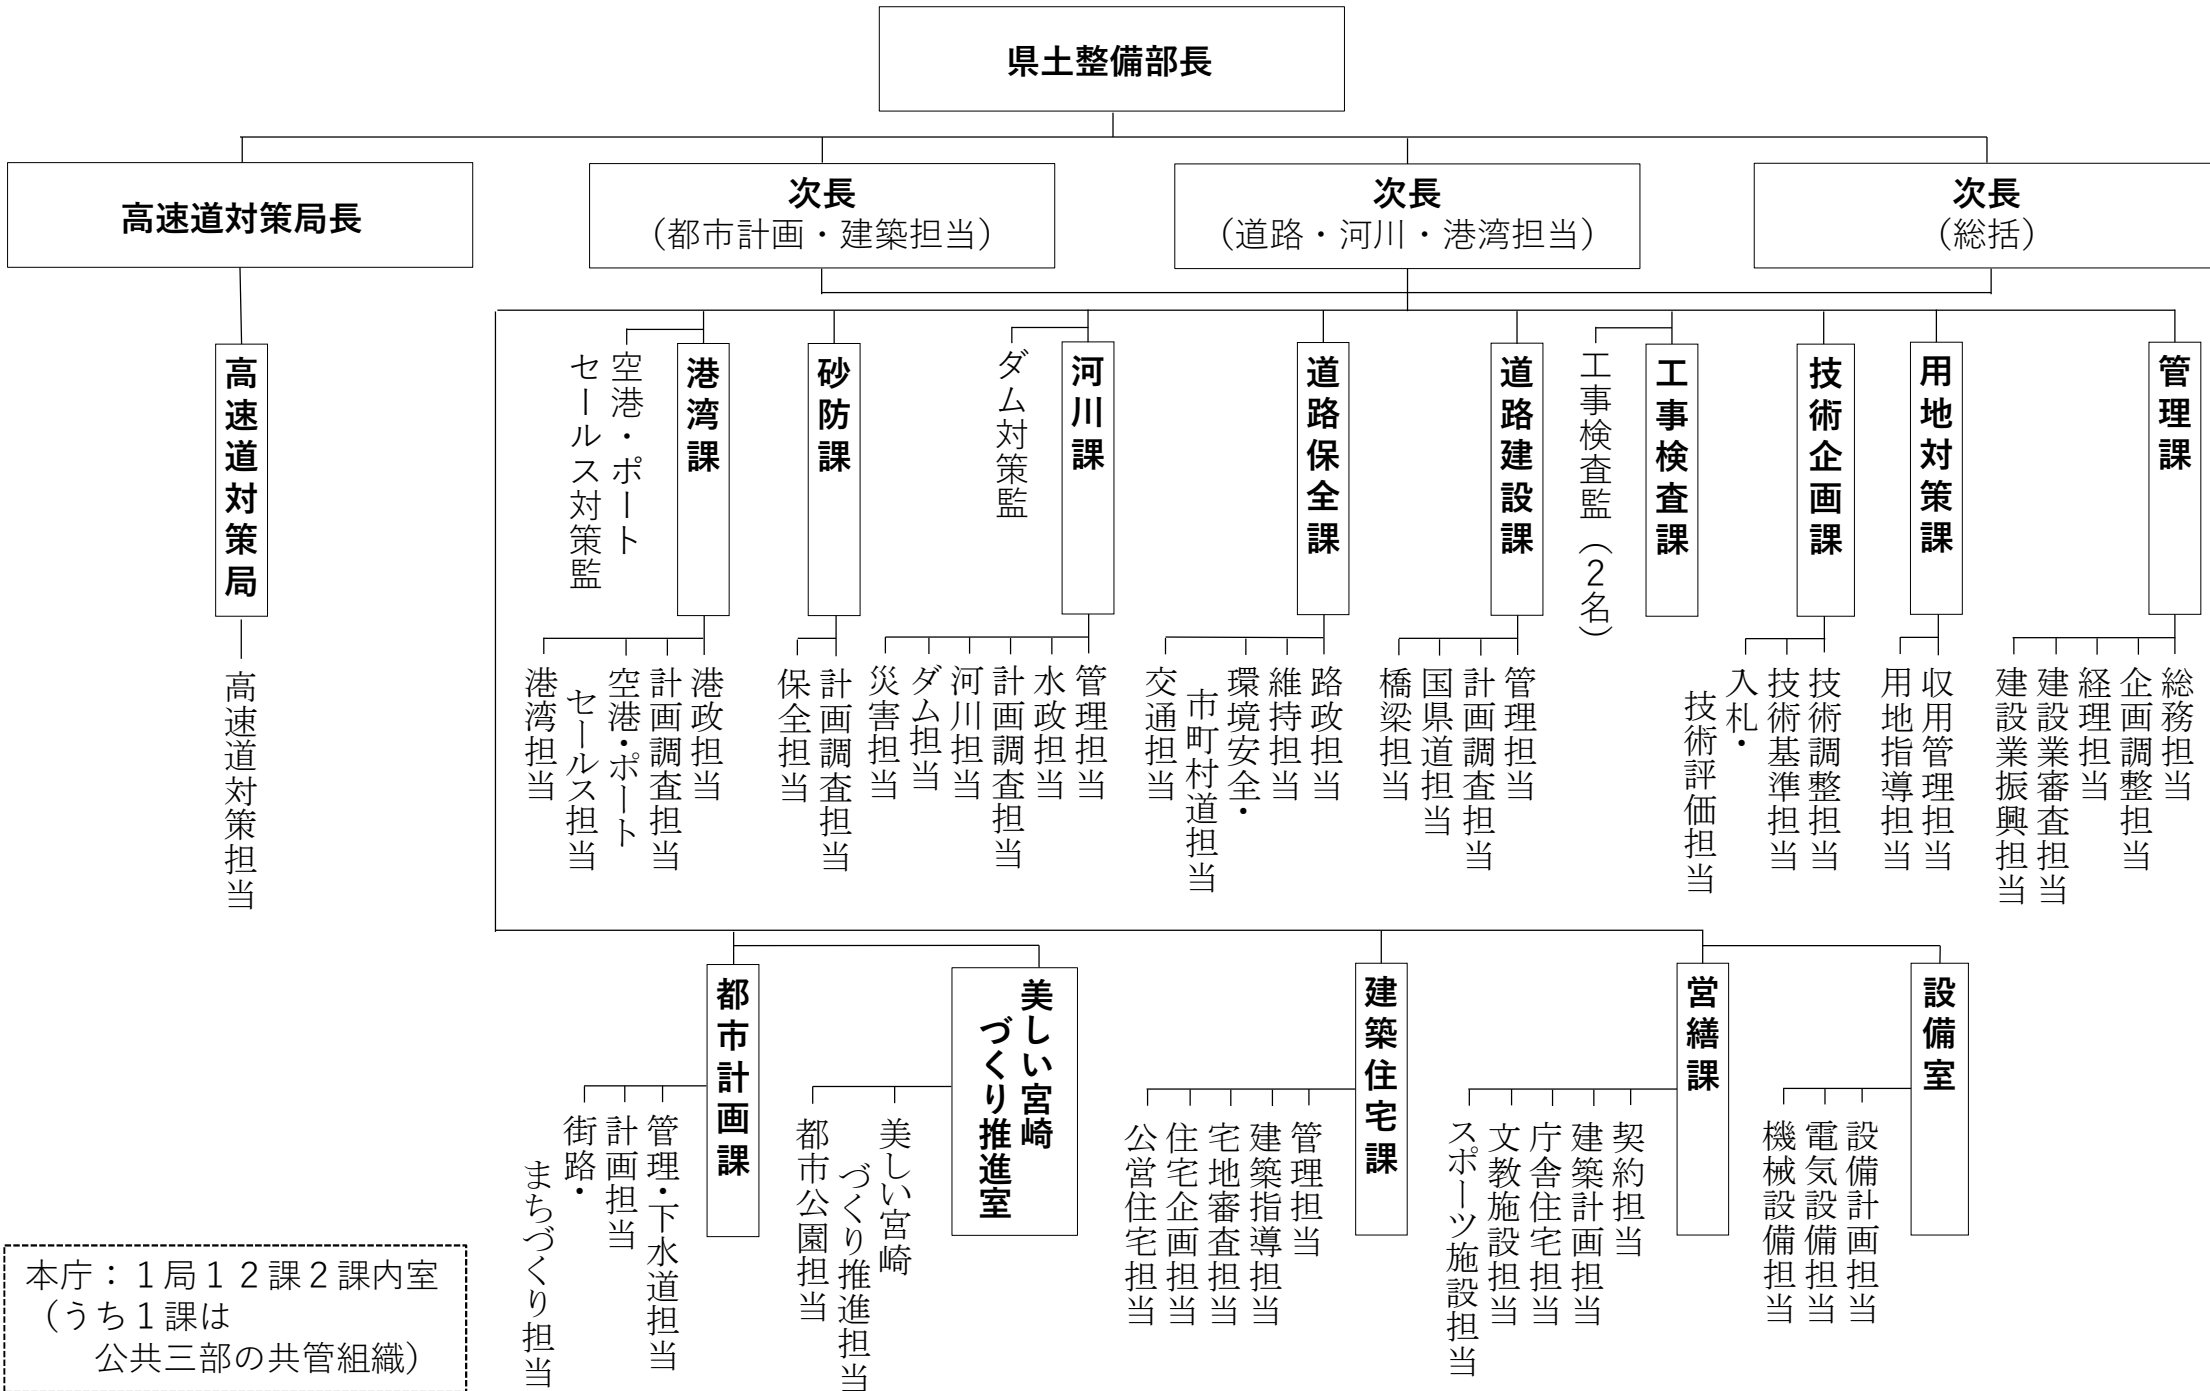 県土整備部長
高速道対策局長
次長
（都市計画・建築担当）
次長
（道路・河川・港湾担当）
次長
（総括）
管理課
総務担当
企画調整担当
経理担当
建設業審査担当
建設業振興担当
用地対策課
収用管理担当
用地指導担当
技術企画課
技術調整担当
技術基準担当
入札・
技術評価担当
工事検査課
工事検査監（２名）
道路建設課
管理担当
計画調査担当
国県道担当
橋梁担当
道路保全課
路政担当
維持担当
環境安全・
市町村道担当
交通担当
河川課
ダム対策監
管理担当
水政担当
計画調査担当
河川担当
ダム担当
災害担当
砂防課
計画調査担当
保全担当
港湾課
空港・ポート
セールス対策監
港政担当
計画調査担当
空港・ポート
セールス担当
港湾担当
高速道対策局
高速道対策担当
設備室
設備計画担当
電気設備担当
機械設備担当
営繕課
契約担当
建築計画担当
庁舎住宅担当
文教施設担当
スポーツ施設担当
建築住宅課
管理担当
建築指導担当
宅地審査担当
住宅企画担当
公営住宅担当
美しい宮崎
づくり推進室
美しい宮崎
づくり推進担当
都市公園担当
都市計画課
管理・下水道担当
計画担当
街路・
まちづくり担当
本庁：１局１２課２課内室
（うち１課は
公共三部の共管組織）